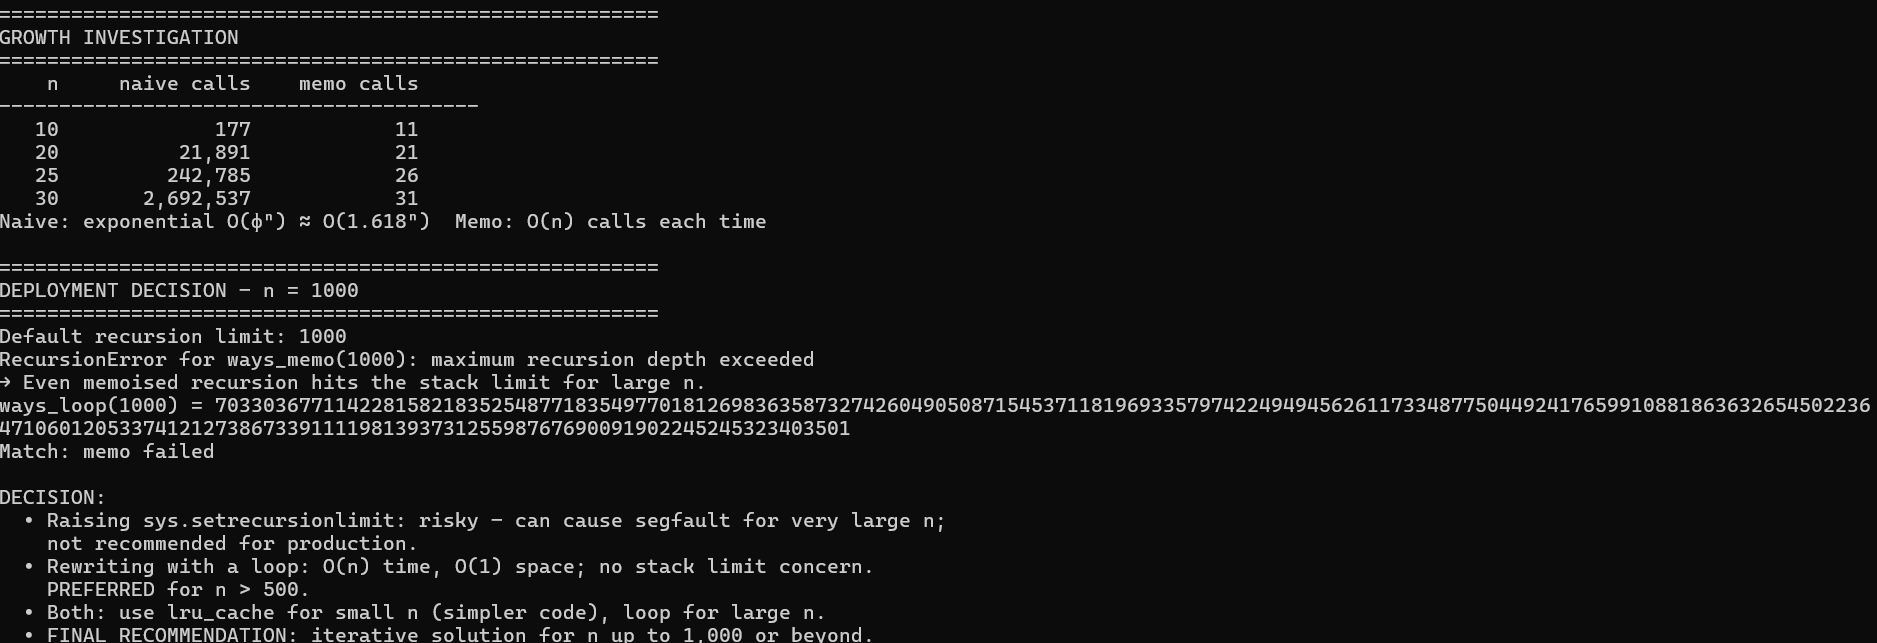 =======================================================
GROWTH INVESTIGATION
=======================================================
    n     naive calls    memo calls
----------------------------------------
   10             177            11
   20          21,891            21
   25         242,785            26
   30       2,692,537            31
Naive: exponential O(ϕⁿ) ≈ O(1.618ⁿ)  Memo: O(n) calls each time
=======================================================
DEPLOYMENT DECISION — n = 1000
=======================================================
Default recursion limit: 1000
RecursionError for ways_memo(1000): maximum recursion depth exceeded
→ Even memoised recursion hits the stack limit for large n.
ways_loop(1000) = 703303677114228158218352548771835497701812698363587327426049050871545371181969335797422494945626117334877504492417659910881863632654502236
47106012053374121273867339111198139373125598767690091902245245323403501
Match: memo failed
DECISION:
  • Raising sys.setrecursionlimit: risky — can cause segfault for very large n;
    not recommended for production.
  • Rewriting with a loop: O(n) time, O(1) space; no stack limit concern.
    PREFERRED for n > 500.
  • Both: use lru_cache for small n (simpler code), loop for large n.
  • FINAL RECOMMENDATION: iterative solution for n up to 1,000 or beyond.